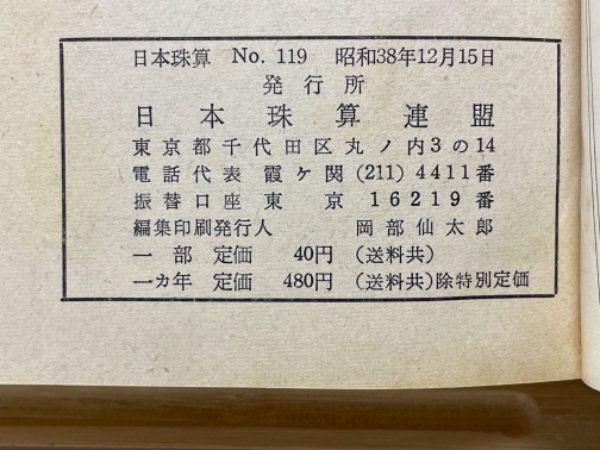 日本珠算 No. 119 昭和38年12月15日
発行所
日本珠算連盟
東京都千代田区丸ノ内3の14
電話代表 霞ケ関 (211) 4411番
振替口座東京 16219番
編集印刷発行人 岡部仙太郎
一部 定価 40円 (送料共)
一カ年 定価 480円 (送料共)除特別定価